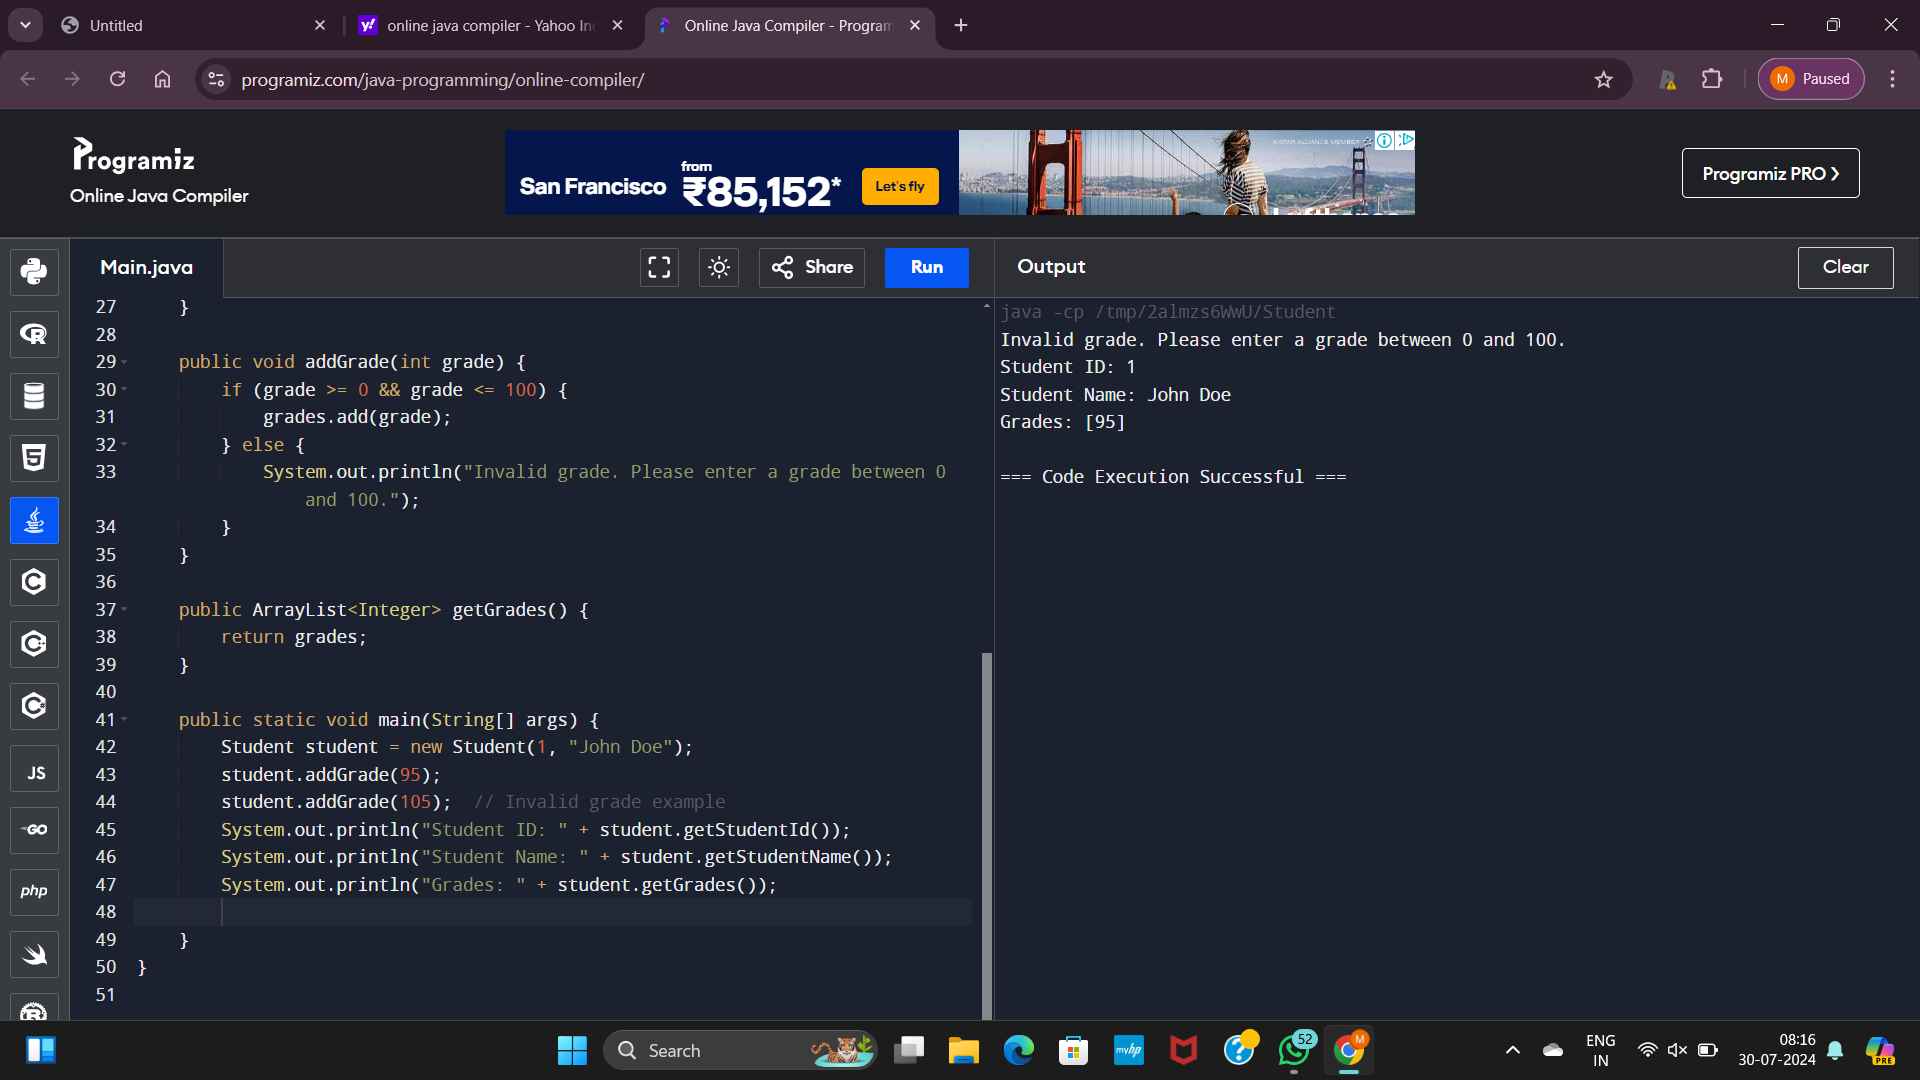 Untitled
online java compiler - Yahoo In
Online Java Compiler - Program
programiz.com/java-programming/online-compiler/
M Paused
Programiz
Online Java Compiler
San Francisco
from
₹85,152*
Let's fly
A STAR ALLIANCE MEMBER
Programiz PRO
Main.java
Share
Run
Output
Clear
27 }
28
29 public void addGrade(int grade) {
30 if (grade >= 0 && grade <= 100) {
31 grades.add(grade);
32 } else {
33 System.out.println("Invalid grade. Please enter a grade between 0
and 100.");
34 }
35 }
36
37 public ArrayList<Integer> getGrades() {
38 return grades;
39 }
40
41 public static void main(String[] args) {
42 Student student = new Student(1, "John Doe");
43 student.addGrade(95);
44 student.addGrade(105);  // Invalid grade example
45 System.out.println("Student ID: " + student.getStudentId());
46 System.out.println("Student Name: " + student.getStudentName());
47 System.out.println("Grades: " + student.getGrades());
48
49 }
50 }
51
java -cp /tmp/2almzs6WwU/Student
Invalid grade. Please enter a grade between 0 and 100.
Student ID: 1
Student Name: John Doe
Grades: [95]
=== Code Execution Successful ===
R
5
C
C
C
JS
GO
php
R
Search
myhp
52
M
ENG
IN
08:16
30-07-2024
PRE